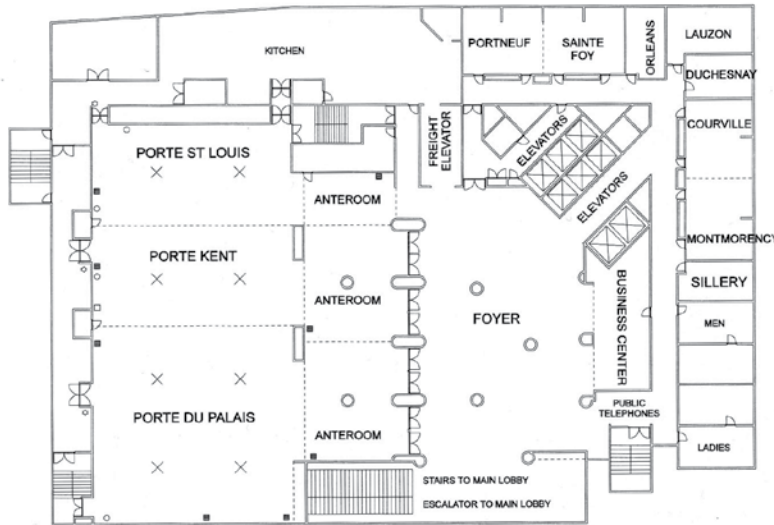 KITCHEN
PORTNEUF
SAINTE
FOY
ORLEANS
LAUZON
DUCHESNAY
COURVILLE
PORTE ST LOUIS
FREIGHT
ELEVATOR
ELEVATORS
ELEVATORS
ANTEROOM
MONTMORENCY
PORTE KENT
ANTEROOM
FOYER
BUSINESS CENTER
SILLERY
MEN
PORTE DU PALAIS
ANTEROOM
PUBLIC
TELEPHONES
LADIES
STAIRS TO MAIN LOBBY
ESCALATOR TO MAIN LOBBY